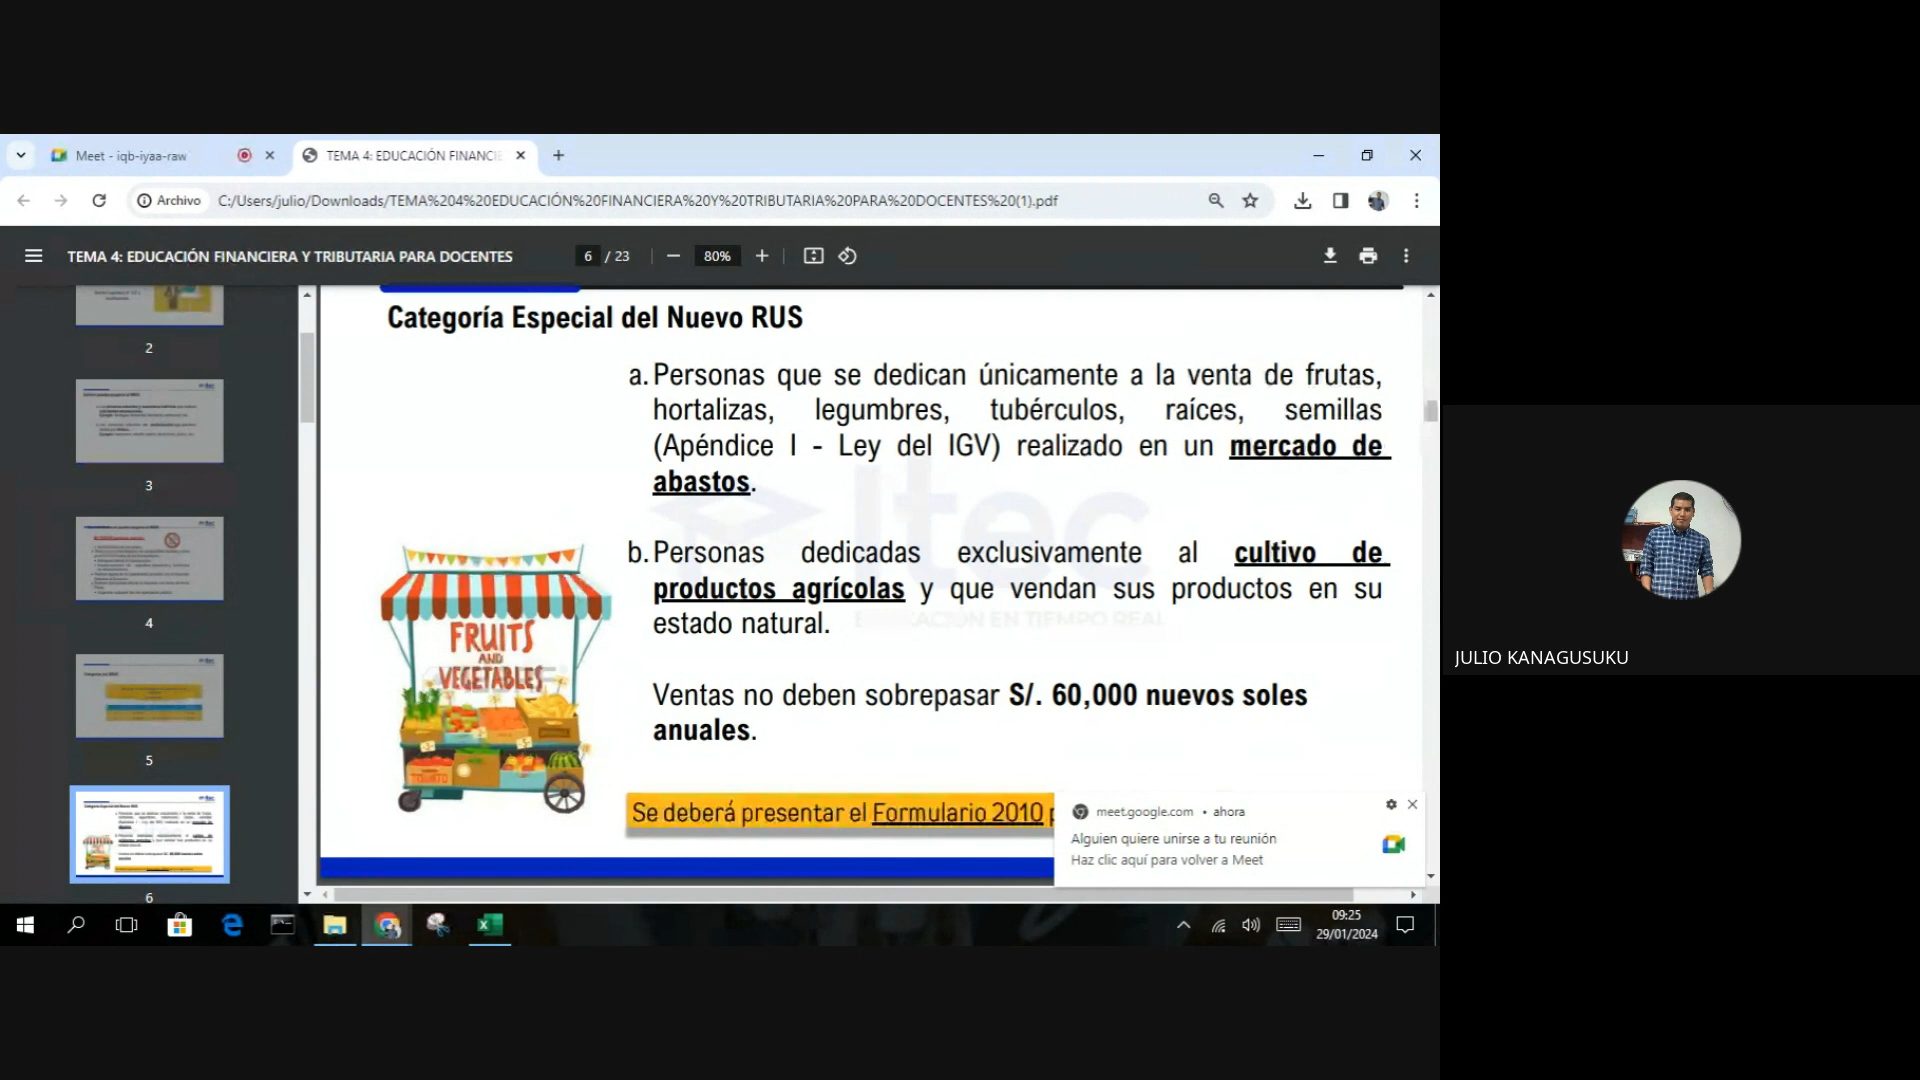 Meet - iqb-iyaa-raw
TEMA 4: EDUCACIÓN FINANCIE
Archivo
C:/Users/julio/Downloads/TEMA%204%20EDUCACIÓN%20FINANCIERA%20Y%20TRIBUTARIA%20PARA%20DOCENTES%20(1).pdf
TEMA 4: EDUCACIÓN FINANCIERA Y TRIBUTARIA PARA DOCENTES
6 / 23
80%
2
3
4
5
6
Categoría Especial del Nuevo RUS
a. Personas que se dedican únicamente a la venta de frutas,
hortalizas, legumbres, tubérculos, raíces, semillas
(Apéndice I - Ley del IGV) realizado en un mercado de
abastos.
b. Personas dedicadas exclusivamente al cultivo de
productos agrícolas y que vendan sus productos en su
estado natural.
Ventas no deben sobrepasar S/. 60,000 nuevos soles
anuales.
FRUITS
AND
VEGETABLES
TOMATO
Itec
EN TIEMPO REAL
Se deberá presentar el Formulario 2010 p
meet.google.com • ahora
Alguien quiere unirse a tu reunión
Haz clic aquí para volver a Meet
09:25
29/01/2024
JULIO KANAGUSUKU